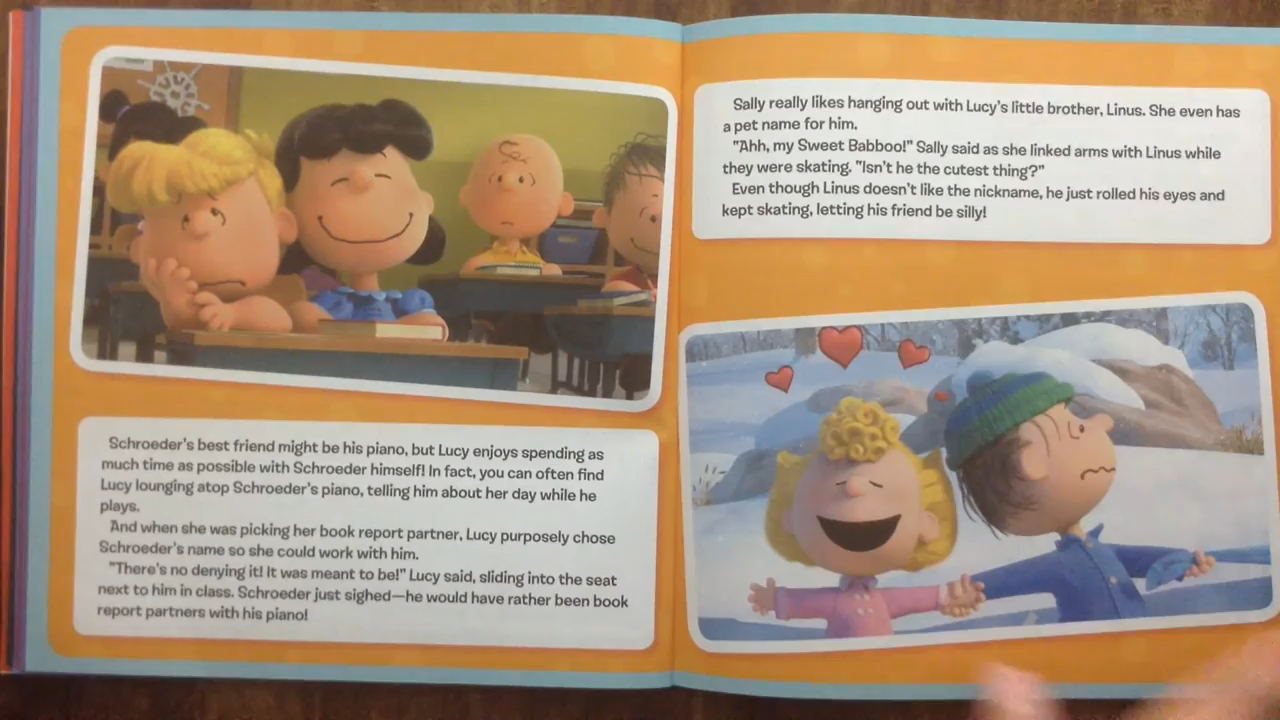 Schroeder's best friend might be his piano, but Lucy enjoys spending as
much time as possible with Schroeder himself! In fact, you can often find
Lucy lounging atop Schroeder's piano, telling him about her day while he
plays.
And when she was picking her book report partner, Lucy purposely chose
Schroeder's name so she could work with him.
"There's no denying it! It was meant to be!" Lucy said, sliding into the seat
next to him in class. Schroeder just sighed—he would have rather been book
report partners with his piano!
Sally really likes hanging out with Lucy's little brother, Linus. She even has
a pet name for him.
"Ahh, my Sweet Babboo!" Sally said as she linked arms with Linus while
they were skating. "Isn't he the cutest thing?"
Even though Linus doesn't like the nickname, he just rolled his eyes and
kept skating, letting his friend be silly!